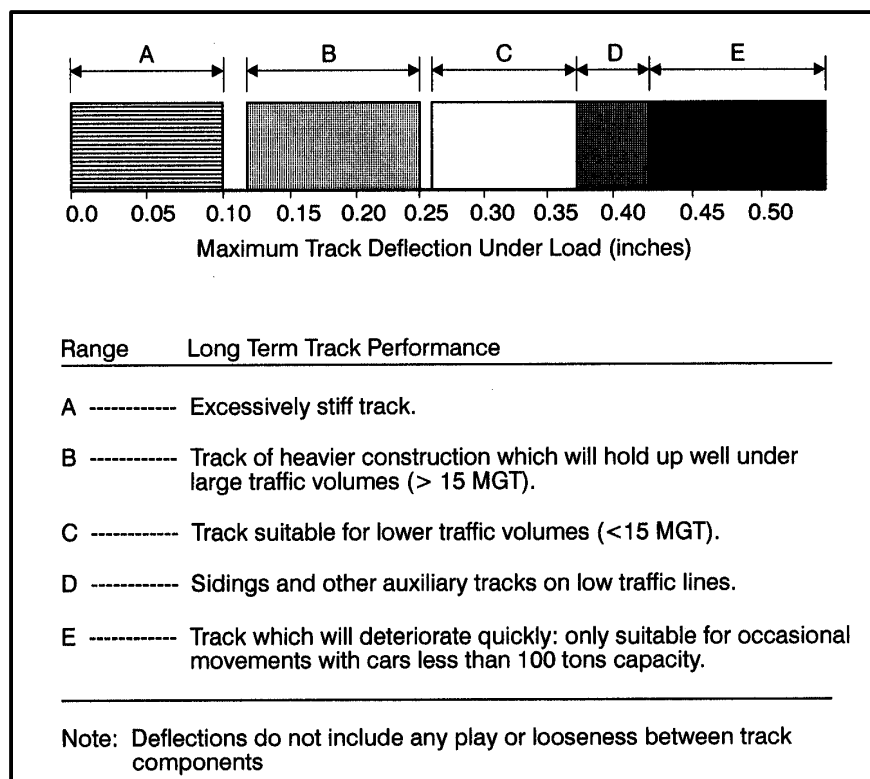 A B C D E
0.0 0.05 0.10 0.15 0.20 0.25 0.30 0.35 0.40 0.45 0.50
Maximum Track Deflection Under Load (inches)
Range Long Term Track Performance
A ------------ Excessively stiff track.
B ------------ Track of heavier construction which will hold up well under
large traffic volumes (> 15 MGT).
C ------------ Track suitable for lower traffic volumes (<15 MGT).
D ------------ Sidings and other auxiliary tracks on low traffic lines.
E ------------ Track which will deteriorate quickly: only suitable for occasional
movements with cars less than 100 tons capacity.
Note: Deflections do not include any play or looseness between track
components